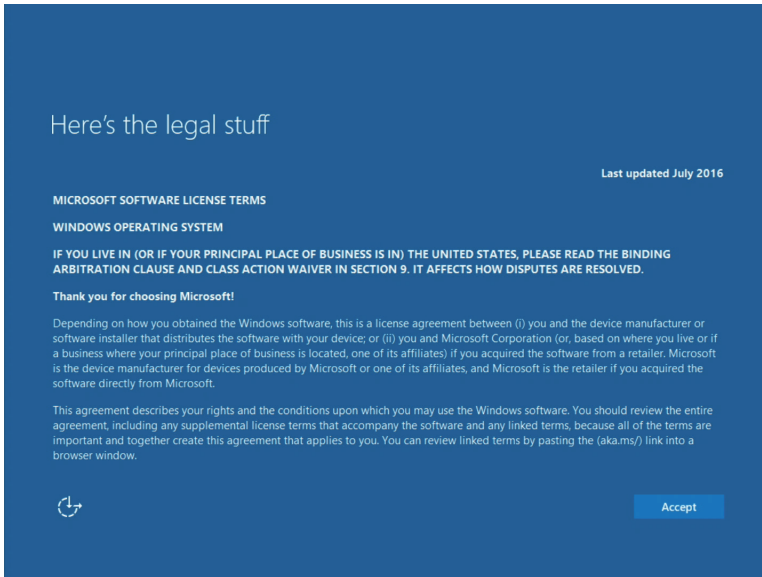 Here's the legal stuff
Last updated July 2016
MICROSOFT SOFTWARE LICENSE TERMS
WINDOWS OPERATING SYSTEM
IF YOU LIVE IN (OR IF YOUR PRINCIPAL PLACE OF BUSINESS IS IN) THE UNITED STATES, PLEASE READ THE BINDING
ARBITRATION CLAUSE AND CLASS ACTION WAIVER IN SECTION 9. IT AFFECTS HOW DISPUTES ARE RESOLVED.
Thank you for choosing Microsoft!
Depending on how you obtained the Windows software, this is a license agreement between (i) you and the device manufacturer or
software installer that distributes the software with your device; or (ii) you and Microsoft Corporation (or, based on where you live or if
a business where your principal place of business is located, one of its affiliates) if you acquired the software from a retailer. Microsoft
is the device manufacturer for devices produced by Microsoft or one of its affiliates, and Microsoft is the retailer if you acquired the
software directly from Microsoft.
This agreement describes your rights and the conditions upon which you may use the Windows software. You should review the entire
agreement, including any supplemental license terms that accompany the software and any linked terms, because all of the terms are
important and together create this agreement that applies to you. You can review linked terms by pasting the (aka.ms/) link into a
browser window.
Accept